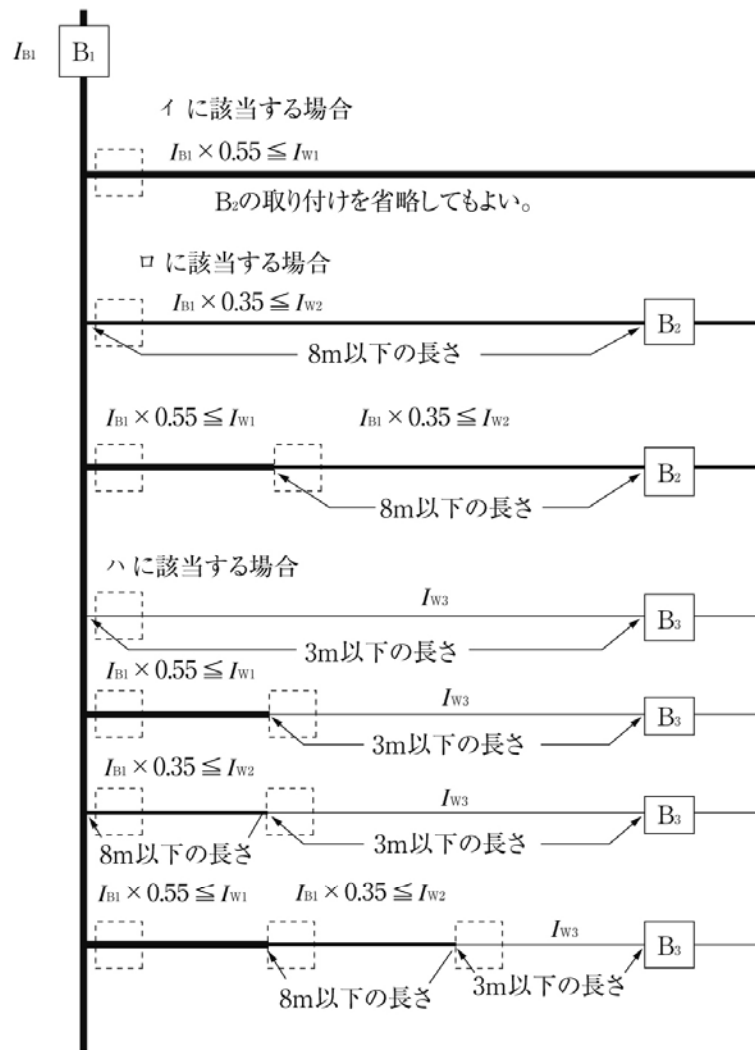 I_B1 B₁
イ に該当する場合
I_B1 × 0.55 ≦ I_W1
B₂の取り付けを省略してもよい。
ロ に該当する場合
I_B1 × 0.35 ≦ I_W2
B₂
8m以下の長さ
I_B1 × 0.55 ≦ I_W1 I_B1 × 0.35 ≦ I_W2
B₂
8m以下の長さ
ハ に該当する場合
I_W3
B₃
3m以下の長さ
I_B1 × 0.55 ≦ I_W1
I_W3
B₃
3m以下の長さ
I_B1 × 0.35 ≦ I_W2
I_W3
B₃
8m以下の長さ 3m以下の長さ
I_B1 × 0.55 ≦ I_W1 I_B1 × 0.35 ≦ I_W2
I_W3
B₃
8m以下の長さ 3m以下の長さ